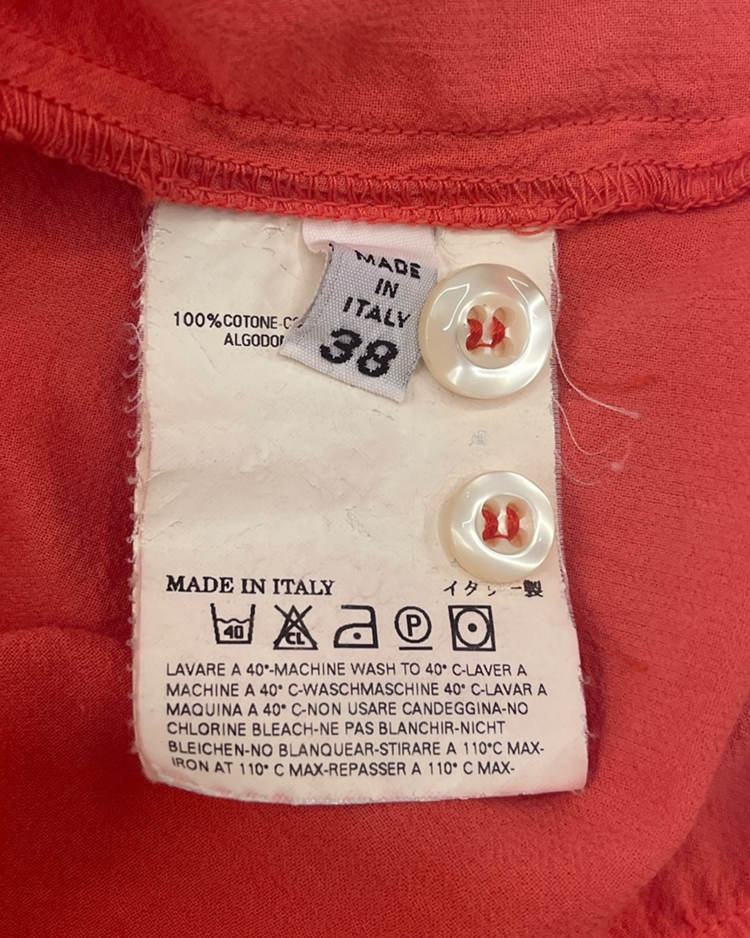 MADE
IN
ITALY
38
100%COTONE
MADE IN ITALY
40
CL
P
LAVARE A 40°-MACHINE WASH TO 40° C-LAVER A
MACHINE A 40° C-WASCHMASCHINE 40° C-LAVAR A
MAQUINA A 40° C-NON USARE CANDEGGINA-NO
CHLORINE BLEACH-NE PAS BLANCHIR-NICHT
BLEICHEN-NO BLANQUEAR-STIRARE A 110°C MAX-
IRON AT 110° C MAX-REPASSER A 110° C MAX-